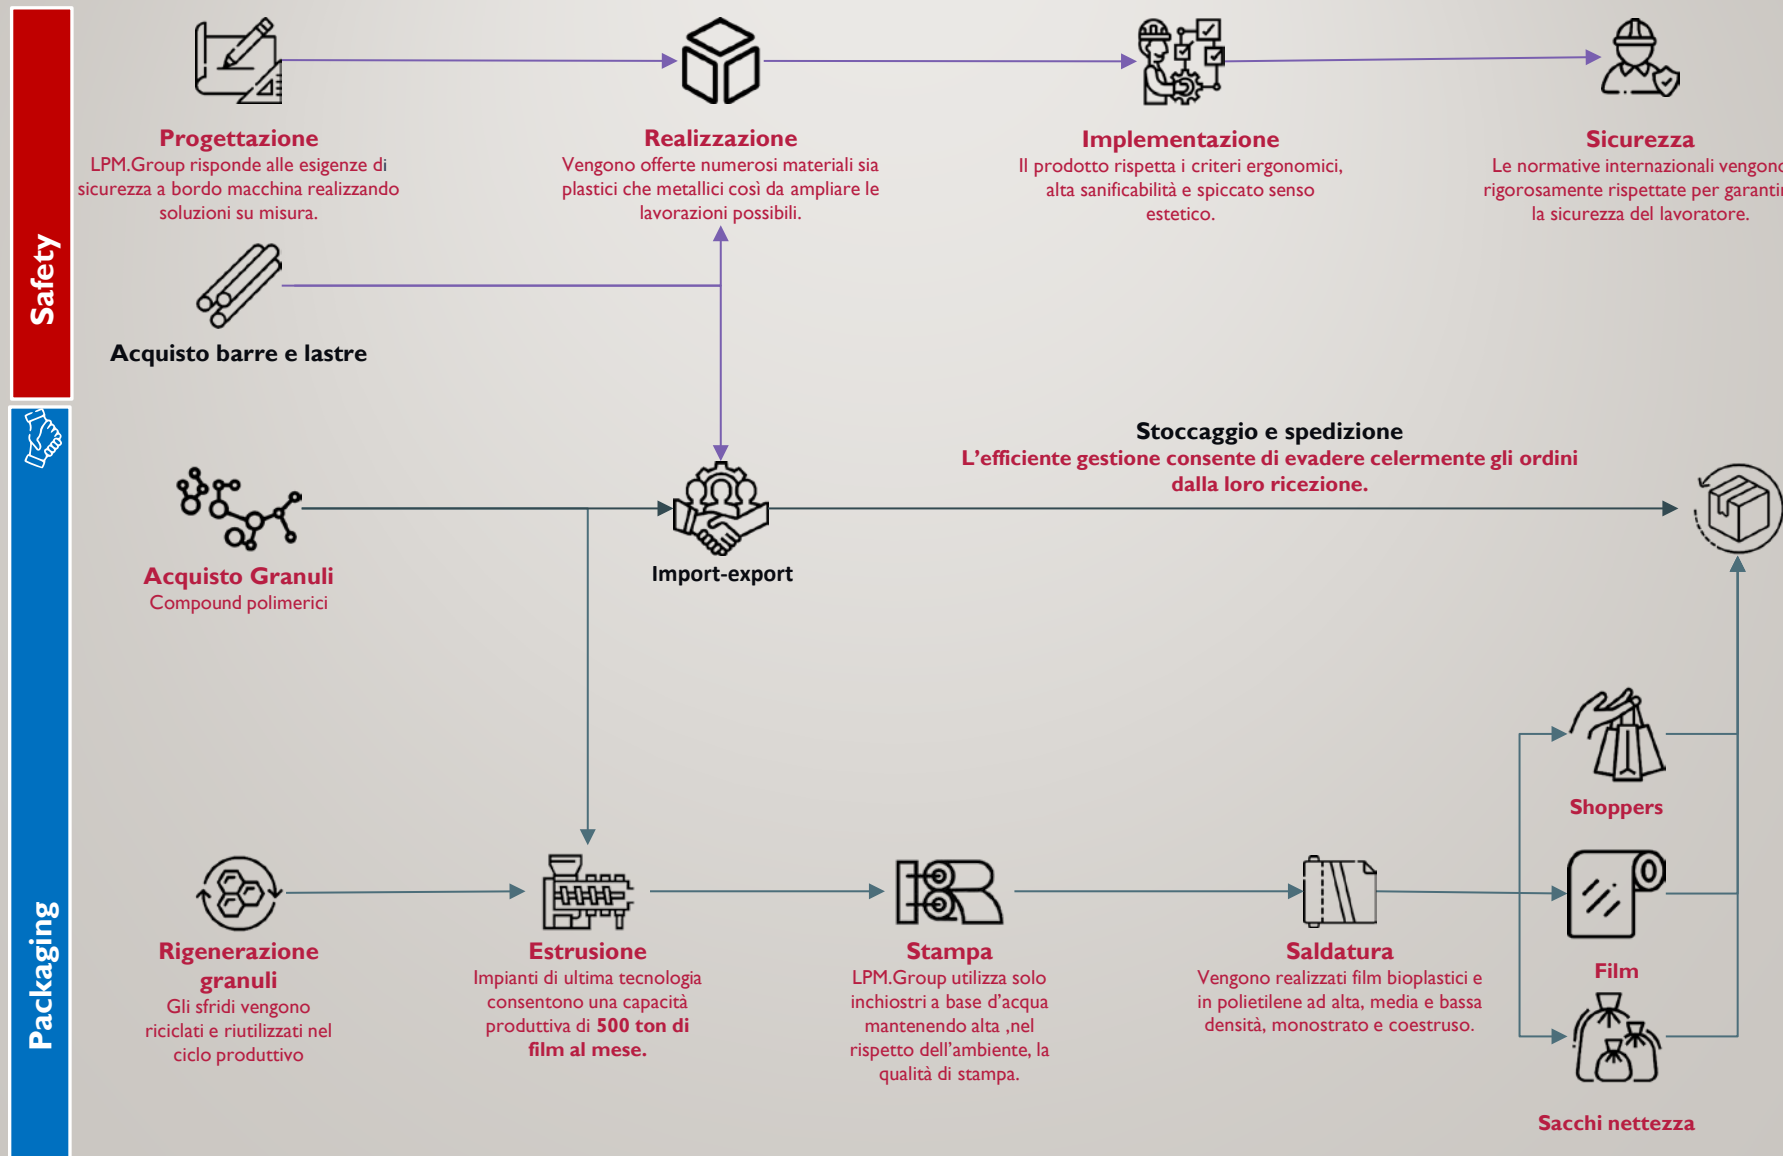 Safety
Progettazione
LPM.Group risponde alle esigenze di
sicurezza a bordo macchina realizzando
soluzioni su misura.
Realizzazione
Vengono offerte numerosi materiali sia
plastici che metallici così da ampliare le
lavorazioni possibili.
Implementazione
Il prodotto rispetta i criteri ergonomici,
alta sanificabilità e spiccato senso
estetico.
Sicurezza
Le normative internazionali vengono
rigorosamente rispettate per garantir
la sicurezza del lavoratore.
Acquisto barre e lastre
Packaging
Stoccaggio e spedizione
L'efficiente gestione consente di evadere celermente gli ordini
dalla loro ricezione.
Acquisto Granuli
Compound polimerici
Import-export
Shoppers
Rigenerazione
granuli
Gli sfridi vengono
riciclati e riutilizzati nel
ciclo produttivo
Estrusione
Impianti di ultima tecnologia
consentono una capacità
produttiva di 500 ton di
film al mese.
Stampa
LPM.Group utilizza solo
inchiostri a base d'acqua
mantenendo alta ,nel
rispetto dell'ambiente, la
qualità di stampa.
Saldatura
Vengono realizzati film bioplastici e
in polietilene ad alta, media e bassa
densità, monostrato e coestruso.
Film
Sacchi nettezza